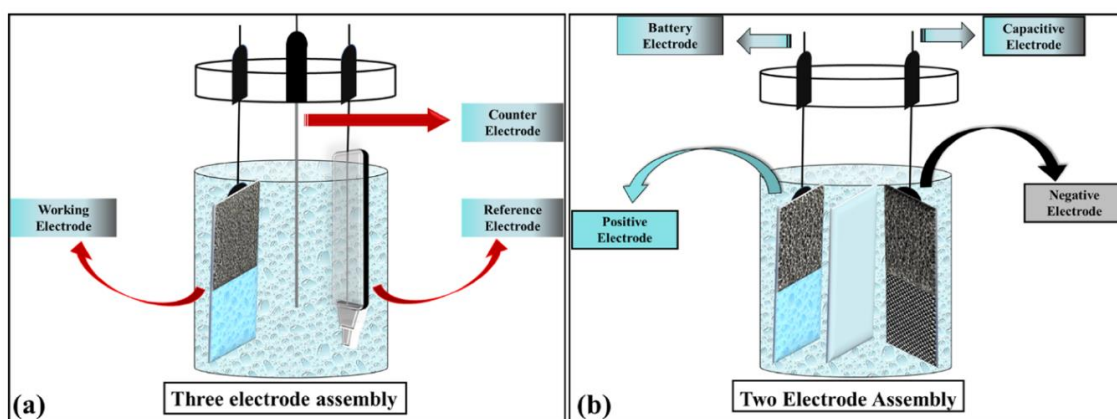 Counter
Electrode
Working
Electrode
Reference
Electrode
Three electrode assembly
(a)
Battery
Electrode
Capacitive
Electrode
Positive
Electrode
Negative
Electrode
Two Electrode Assembly
(b)